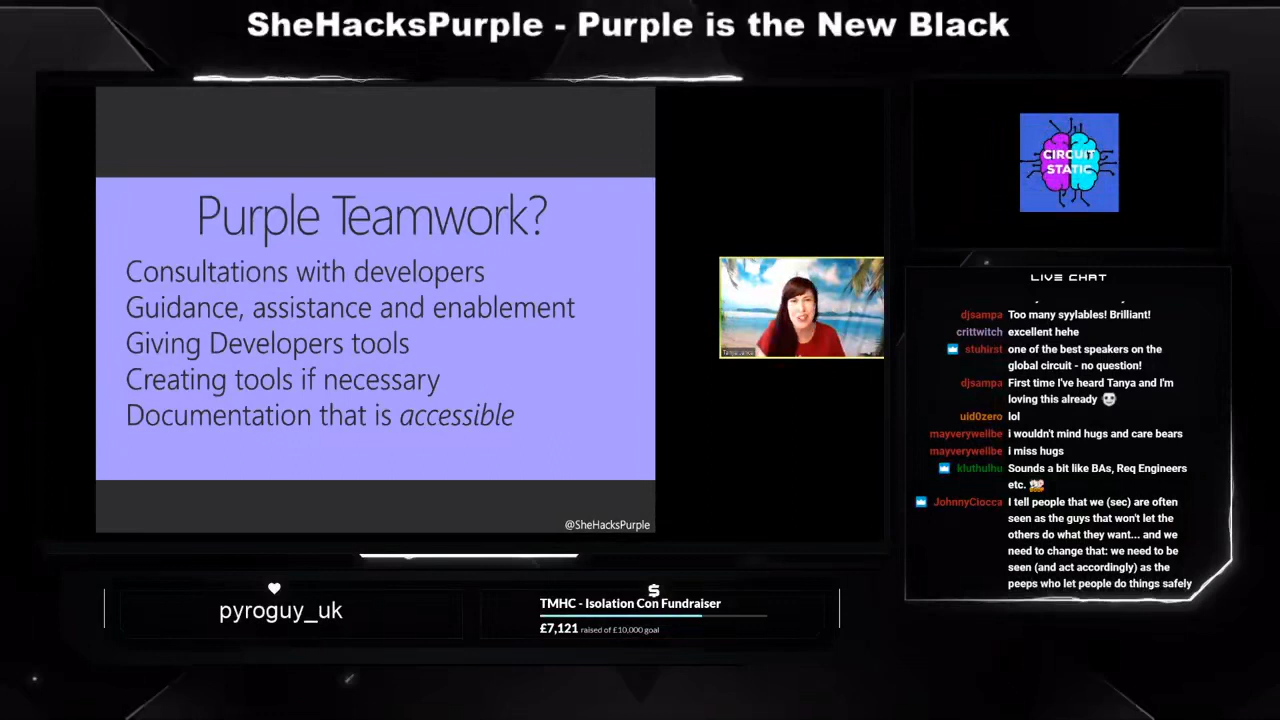 SheHacksPurple - Purple is the New Black
Purple Teamwork?
Consultations with developers
Guidance, assistance and enablement
Giving Developers tools
Creating tools if necessary
Documentation that is accessible
@SheHacksPurple
CIRCUIT
STATIC
LIVE CHAT
djsampa Too many syylables! Brilliant!
crittwitch excellent hehe
stuhirst one of the best speakers on the
global circuit - no question!
djsampa First time I've heard Tanya and I'm
loving this already
uid0zero lol
mayverywellbe i wouldn't mind hugs and care bears
mayverywellbe i miss hugs
kluthulhu Sounds a bit like BAs, Req Engineers
etc.
JohnnyCiocca I tell people that we (sec) are often
seen as the guys that won't let the
others do what they want... and we
need to change that: we need to be
seen (and act accordingly) as the
peeps who let people do things safely
pyroguy_uk
$
TMHC - Isolation Con Fundraiser
£7,121 raised of £10,000 goal